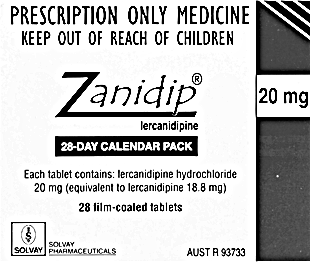 PRESCRIPTION ONLY MEDICINE
KEEP OUT OF REACH OF CHILDREN
Zanidip®
lercanidipine
20 mg
28-DAY CALENDAR PACK
Each tablet contains: lercanidipine hydrochloride
20 mg (equivalent to lercanidipine 18.8 mg)
28 film-coated tablets
SOLVAY
SOLVAY
PHARMACEUTICALS
AUST R 93733